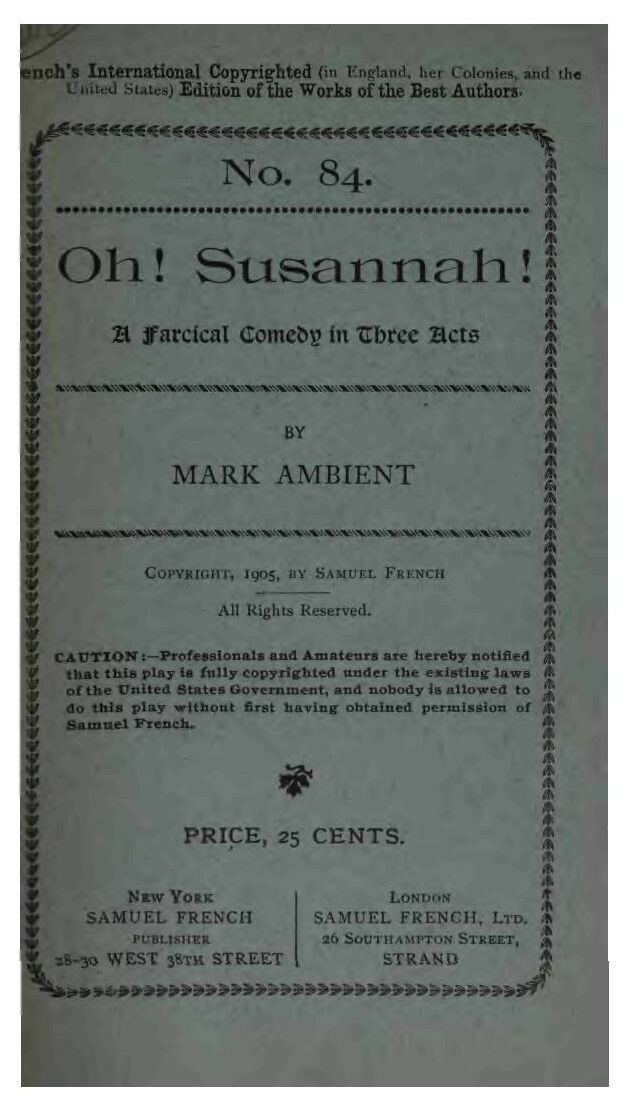 ench's International Copyrighted (in England, her Colonies, and the
United States) Edition of the Works of the Best Authors.
No. 84.
Oh! Susannah!
A Farcical Comedy in Three Acts
BY
MARK AMBIENT
COPYRIGHT, 1905, BY SAMUEL FRENCH
All Rights Reserved.
CAUTION:—Professionals and Amateurs are hereby notified
that this play is fully copyrighted under the existing laws
of the United States Government, and nobody is allowed to
do this play without first having obtained permission of
Samuel French.
PRICE, 25 CENTS.
NEW YORK
SAMUEL FRENCH
PUBLISHER
28-30 WEST 38TH STREET
LONDON
SAMUEL FRENCH, LTD.
26 SOUTHAMPTON STREET,
STRAND